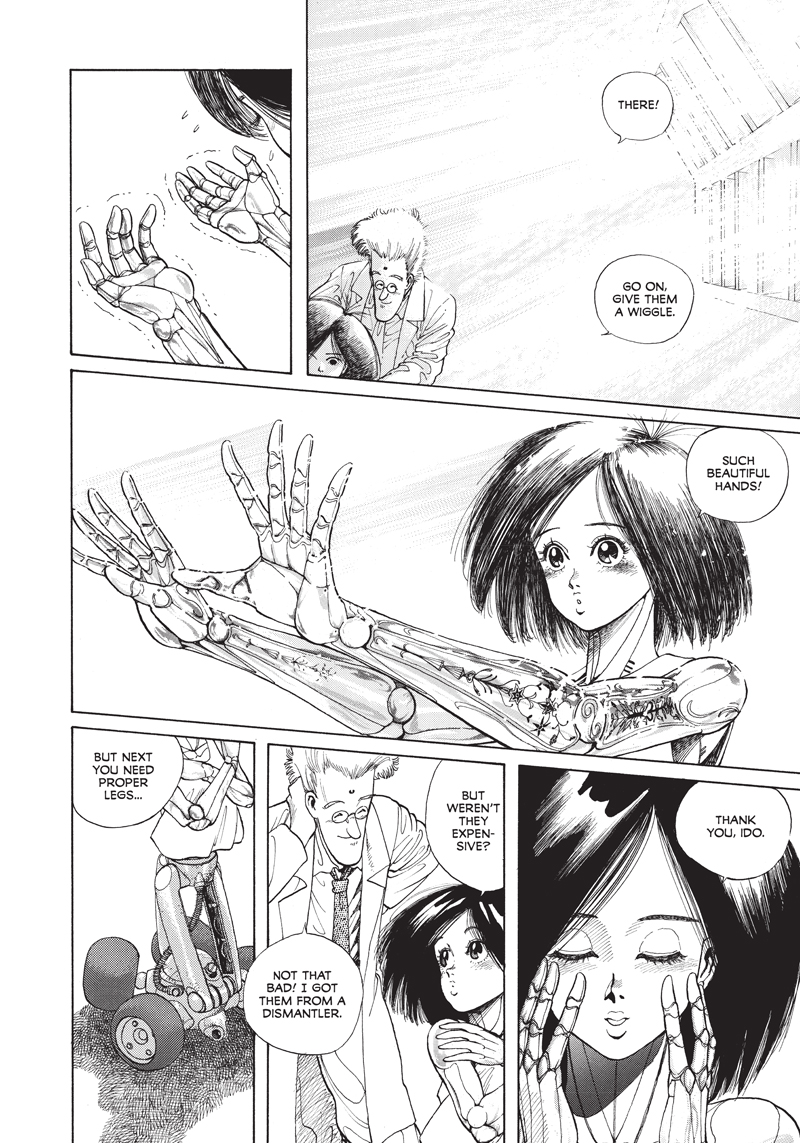 THERE!
GO ON,
GIVE THEM
A WIGGLE.
SUCH
BEAUTIFUL
HANDS!
THANK
YOU, IDO.
BUT
WEREN'T
THEY
EXPEN-
SIVE?
NOT THAT
BAD! I GOT
THEM FROM A
DISMANTLER.
BUT NEXT
YOU NEED
PROPER
LEGS...